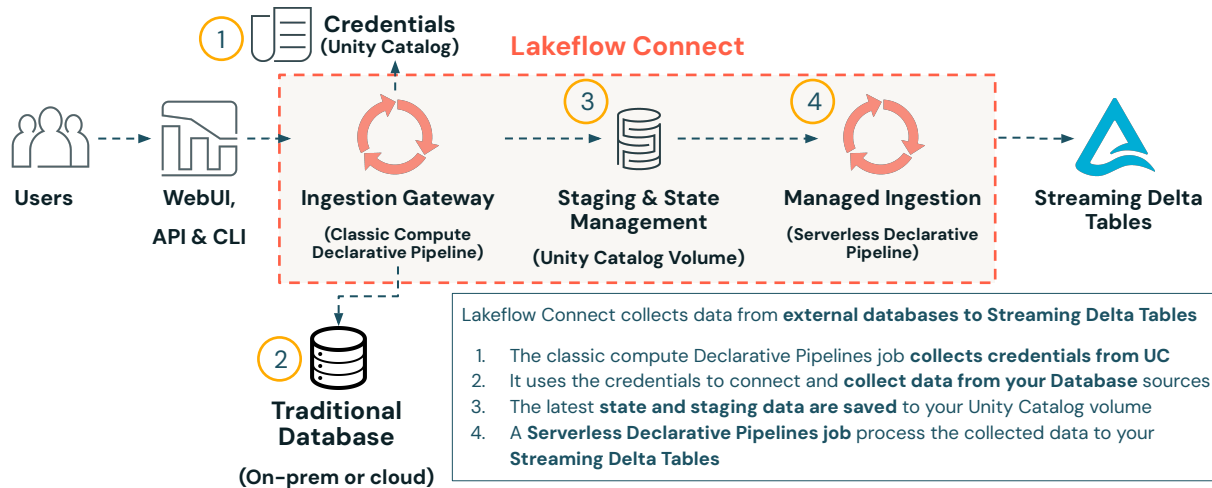 1
Credentials
(Unity Catalog)
Lakeflow Connect
3
4
Users
WebUI,
API & CLI
Ingestion Gateway
(Classic Compute
Declarative Pipeline)
Staging & State
Management
(Unity Catalog Volume)
Managed Ingestion
(Serverless Declarative
Pipeline)
Streaming Delta
Tables
2
Traditional
Database
(On-prem or cloud)
Lakeflow Connect collects data from external databases to Streaming Delta Tables
1. The classic compute Declarative Pipelines job collects credentials from UC
2. It uses the credentials to connect and collect data from your Database sources
3. The latest state and staging data are saved to your Unity Catalog volume
4. A Serverless Declarative Pipelines job process the collected data to your
Streaming Delta Tables